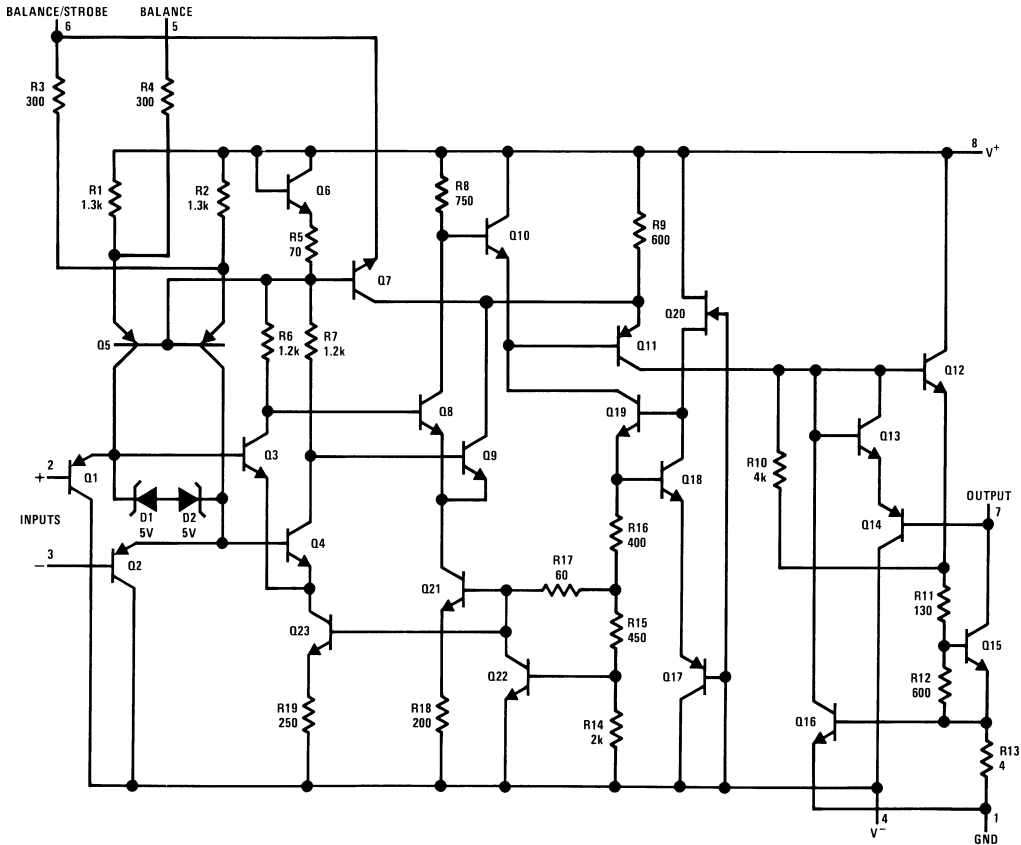 BALANCE/STROBE
6
BALANCE
5
R3
300
R4
300
8
V+
R1
1.3k
R2
1.3k
Q6
R8
750
R5
70
Q10
R9
600
Q7
Q20
Q5
R6
1.2k
R7
1.2k
Q11
Q12
Q8
Q19
Q3
Q9
Q13
+
2
Q1
Q18
R10
4k
OUTPUT
7
D1
5V
D2
5V
INPUTS
Q4
R16
400
Q14
−
3
Q2
R17
60
Q21
R11
130
Q23
R15
450
Q15
Q22
Q17
R12
600
R19
250
R18
200
R14
2k
Q16
R13
4
4
V−
1
GND